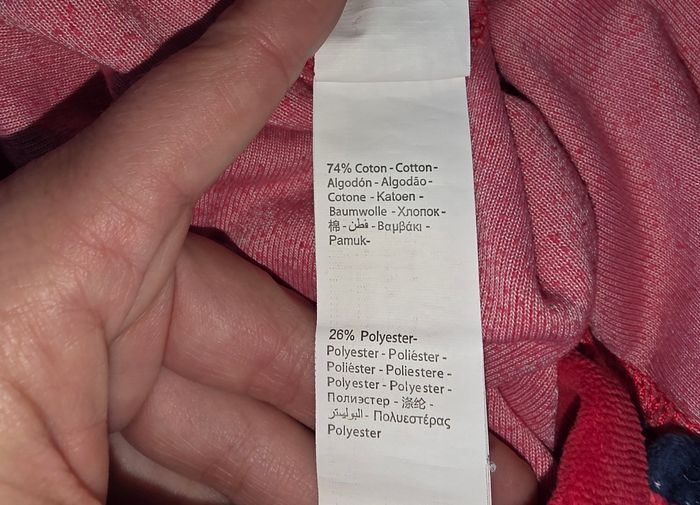 74% Coton - Cotton -
Algodón - Algodão -
Cotone - Katoen -
Baumwolle - Хлопок -
棉 - قطن - Βαμβάκι -
Pamuk-
26% Polyester-
Polyester - Poliéster -
Poliéster - Poliestere -
Polyester - Polyester -
Полиэстер - 涤纶 -
البوليستر - Πολυεστέρας
Polyester